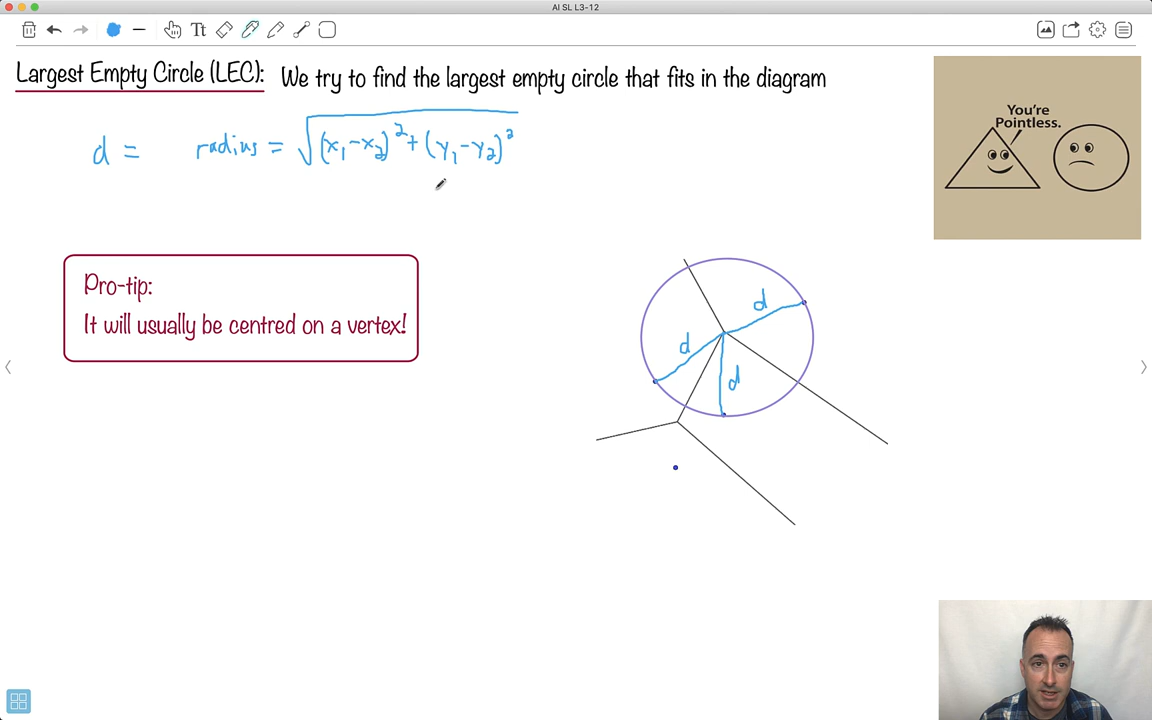 AI SL L3-12
Tt
Largest Empty Circle (LEC): We try to find the largest empty circle that fits in the diagram
You're
Pointless.
d = radius = √(x₁-x₂)²+(y₁-y₂)²
Pro-tip:
It will usually be centred on a vertex!
d
d
d